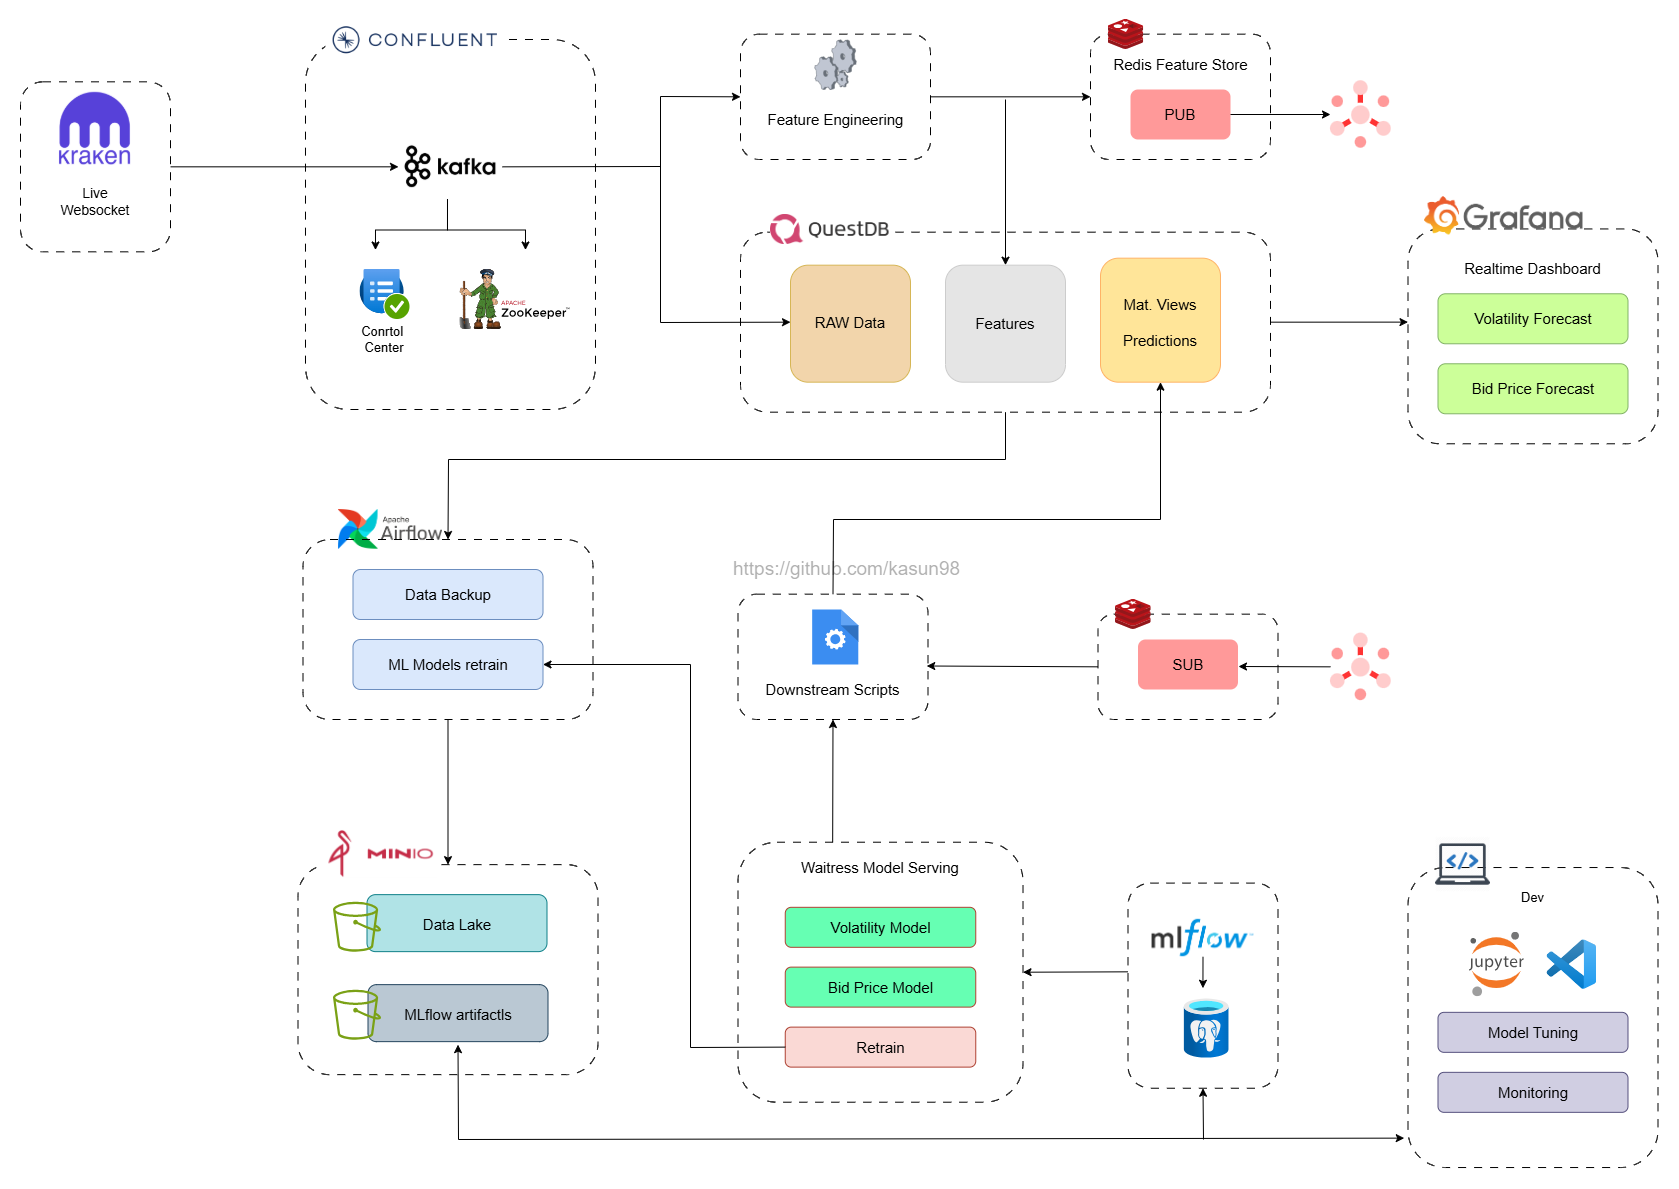 CONFLUENT
kraken
Live
Websocket
kafka
Conrtol
Center
APACHE
ZooKeeper™
Feature Engineering
Redis Feature Store
PUB
QuestDB
RAW Data
Features
Mat. Views
Predictions
Grafana
Realtime Dashboard
Volatility Forecast
Bid Price Forecast
Apache
Airflow
Data Backup
ML Models retrain
https://github.com/kasun98
Downstream Scripts
SUB
MINIO
Data Lake
MLflow artifactls
Waitress Model Serving
Volatility Model
Bid Price Model
Retrain
mlflow™
</>
Dev
jupyter
Model Tuning
Monitoring